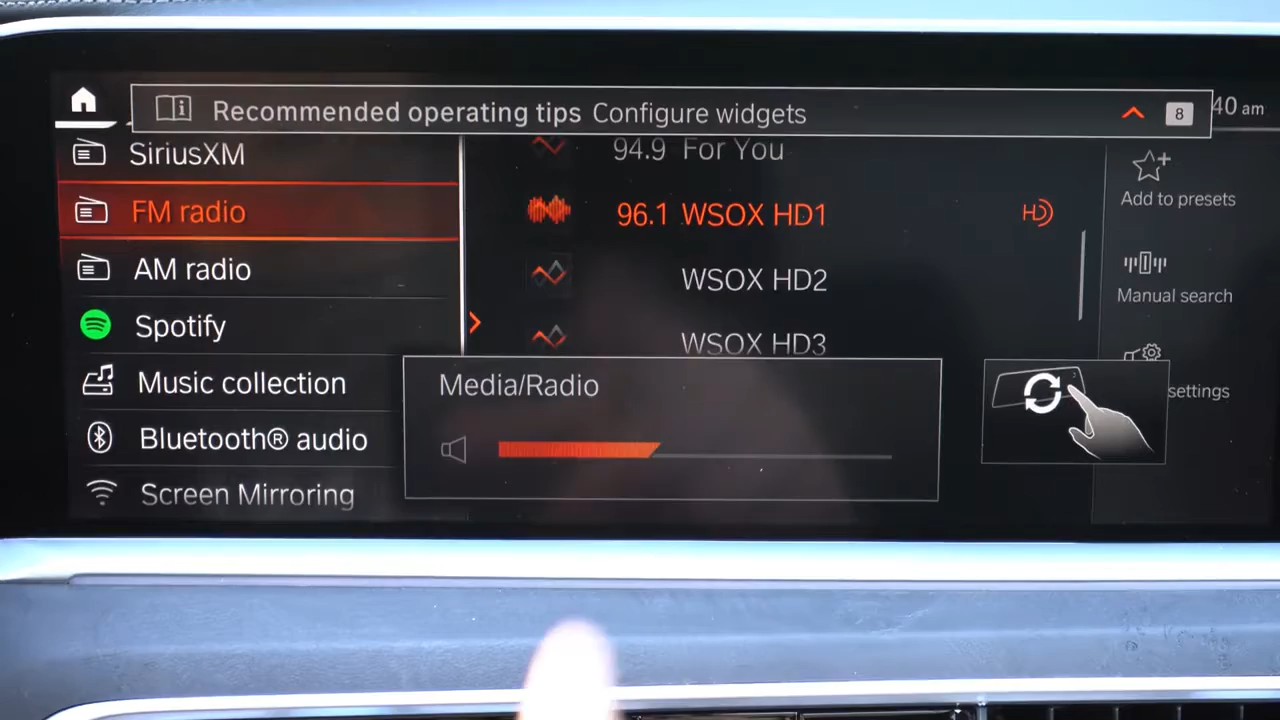 Recommended operating tips Configure widgets
8
40 am
SiriusXM
FM radio
AM radio
Spotify
Music collection
Bluetooth® audio
Screen Mirroring
94.9 For You
96.1 WSOX HD1
HD
WSOX HD2
WSOX HD3
Add to presets
Manual search
settings
Media/Radio